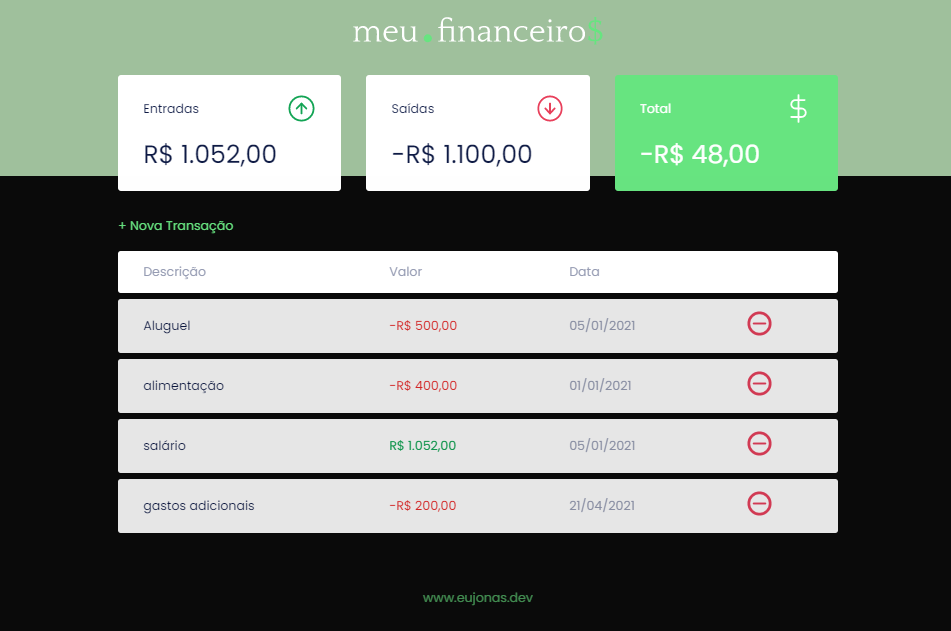 meu.financeiro$
Entradas
R$ 1.052,00
Saídas
-R$ 1.100,00
Total
$
-R$ 48,00
+ Nova Transação
Descrição Valor Data
Aluguel -R$ 500,00 05/01/2021
alimentação -R$ 400,00 01/01/2021
salário R$ 1.052,00 05/01/2021
gastos adicionais -R$ 200,00 21/04/2021
www.eujonas.dev